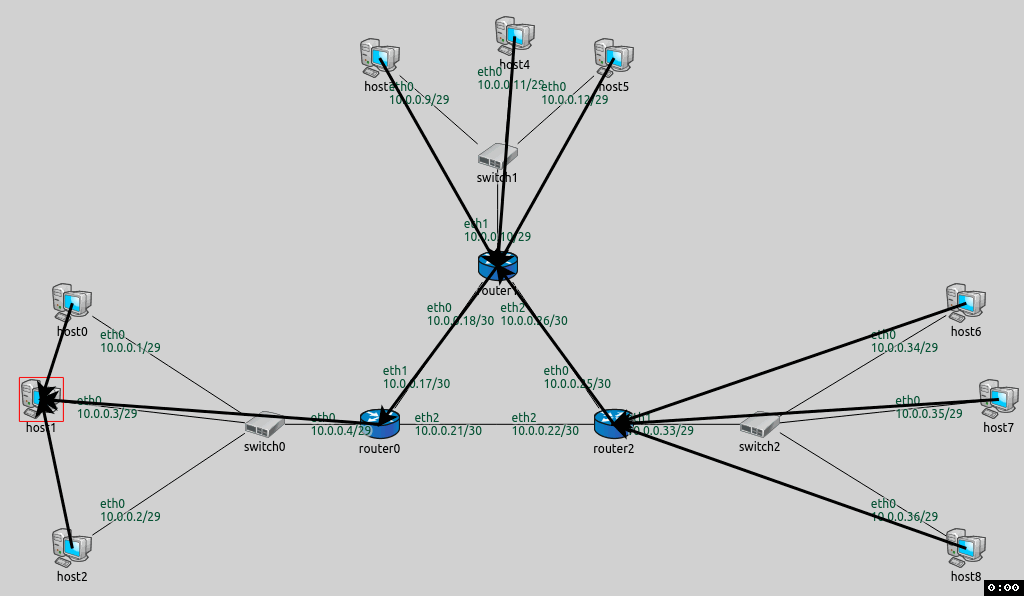 host4
eth0
10.0.0.11/29
host
eth0
10.0.0.9/29
eth0
10.0.0.12/29
host5
switch1
eth1
10.0.0.10/29
router1
eth0
10.0.0.18/30
eth2
10.0.0.26/30
host0
eth0
10.0.0.1/29
host6
eth0
10.0.0.34/29
eth1
10.0.0.17/30
eth0
10.0.0.25/30
host1
eth0
10.0.0.3/29
eth0
10.0.0.35/29
host7
switch0
eth0
10.0.0.4/29
router0
eth2
10.0.0.21/30
eth2
10.0.0.22/30
router2
eth1
10.0.0.33/29
switch2
eth0
10.0.0.2/29
host2
eth0
10.0.0.36/29
host8
0:00